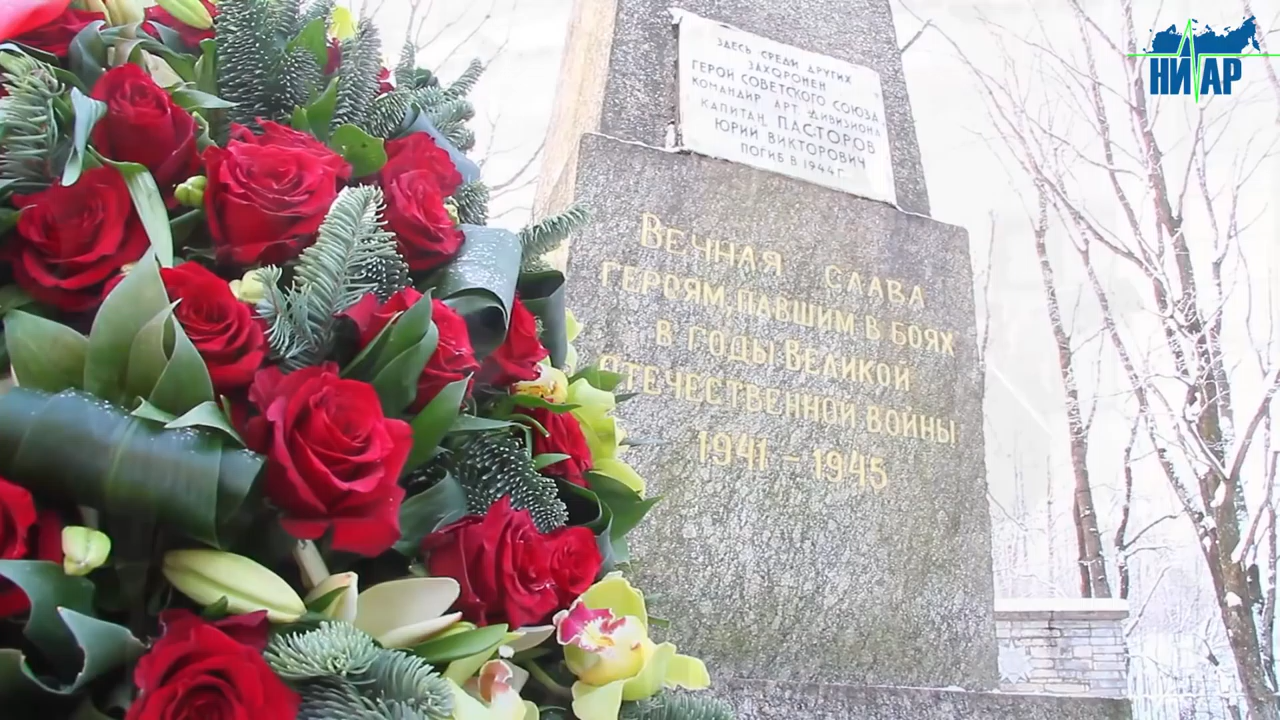 НИАР
ЗДЕСЬ СРЕДИ ДРУГИХ
ЗАХОРОНЕН
ГЕРОЙ СОВЕТСКОГО СОЮЗА
КОМАНДИР АРТ. ДИВИЗИОНА
КАПИТАН ПАСТОРОВ
ЮРИЙ ВИКТОРОВИЧ
ПОГИБ В 1944 Г.
ВЕЧНАЯ СЛАВА
ГЕРОЯМ, ПАВШИМ В БОЯХ
В ГОДЫ ВЕЛИКОЙ
ОТЕЧЕСТВЕННОЙ ВОЙНЫ
1941 - 1945